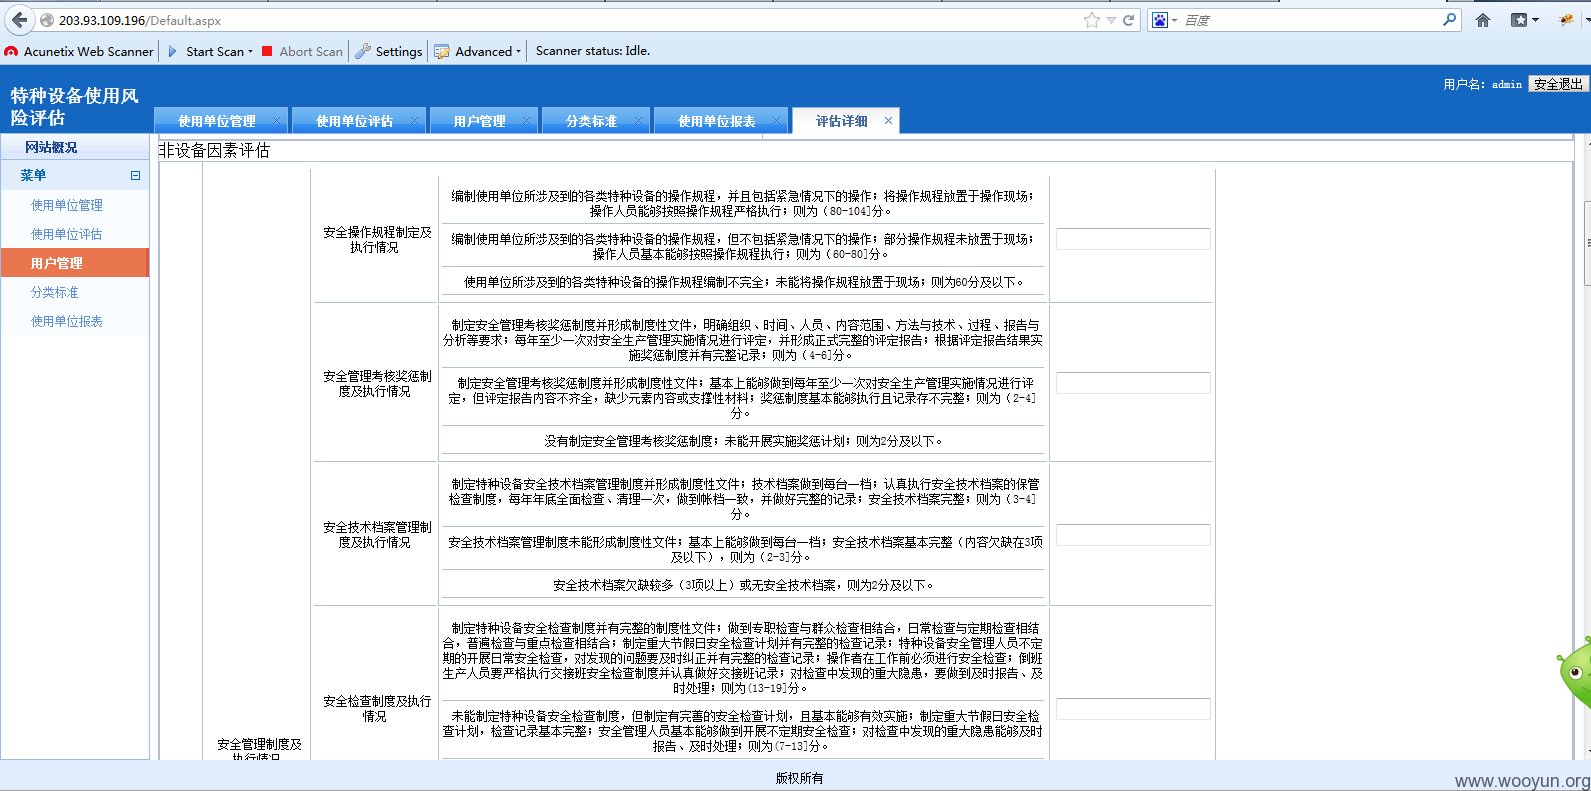 203.93.109.196/Default.aspx
百度
Acunetix Web Scanner
Start Scan
Abort Scan
Settings
Advanced
Scanner status: Idle.
特种设备使用风
险评估
用户名: admin
安全退出
使用单位管理
使用单位评估
用户管理
分类标准
使用单位报表
评估详细
网站概况
菜单
使用单位管理
使用单位评估
用户管理
分类标准
使用单位报表
非设备因素评估
安全操作规程制定及
执行情况
编制使用单位所涉及到的各类特种设备的操作规程，并且包括紧急情况下的操作；将操作规程放置于操作现场；
操作人员能够按照操作规程严格执行；则为（80-104]分。
编制使用单位所涉及到的各类特种设备的操作规程，但不包括紧急情况下的操作；部分操作规程未放置于现场；
操作人员基本能够按照操作规程执行；则为（60-80]分。
使用单位所涉及到的各类特种设备的操作规程编制不完全；未能将操作规程放置于现场；则为60分及以下。
安全管理考核奖惩制
度及执行情况
制定安全管理考核奖惩制度并形成制度性文件，明确组织、时间、人员、内容范围、方法与技术、过程、报告与
分析等要求；每年至少一次对安全生产管理实施情况进行评定，并形成正式完整的评定报告；根据评定报告结果实
施奖惩制度并有完整记录；则为（4-6]分。
制定安全管理考核奖惩制度并形成制度性文件；基本上能够做到每年至少一次对安全生产管理实施情况进行评
定，但评定报告内容不齐全，缺少元素内容或支撑性材料；奖惩制度基本能够执行且记录存不完整；则为（2-4]
分。
没有制定安全管理考核奖惩制度；未能开展实施奖惩计划；则为2分及以下。
安全技术档案管理制
度及执行情况
制定特种设备安全技术档案管理制度并形成制度性文件；技术档案做到每台一档；认真执行安全技术档案的保管
检查制度，每年年底全面检查、清理一次，做到帐档一致，并做好完整的记录；安全技术档案完整；则为（3-4]
分。
安全技术档案管理制度未能形成制度性文件；基本上能够做到每台一档；安全技术档案基本完整（内容欠缺在3项
及以下），则为（2-3]分。
安全技术档案欠缺较多（3项以上）或无安全技术档案，则为2分及以下。
安全检查制度及执行
情况
制定特种设备安全检查制度并有完整的制度性文件；做到专职检查与群众检查相结合，日常检查与定期检查相结
合，普遍检查与重点检查相结合；制定重大节假日安全检查计划并有完整的检查记录；特种设备安全管理人员不定
期的开展日常安全检查，对发现的问题要及时纠正并有完整的检查记录；操作者在工作前必须进行安全检查；倒班
生产人员要严格执行交接班安全检查制度并认真做好交接班记录；对检查中发现的重大隐患，要做到及时报告、及
时处理；则为(13-19]分。
未能制定特种设备安全检查制度，但制定有完善的安全检查计划，且基本能够有效实施；制定重大节假日安全检
查计划，检查记录基本完整；安全管理人员基本能够做到开展不定期安全检查；对检查中发现的重大隐患能够及时
报告、及时处理；则为(7-13]分。
安全管理制度及
执行情况
版权所有
www.wooyun.org